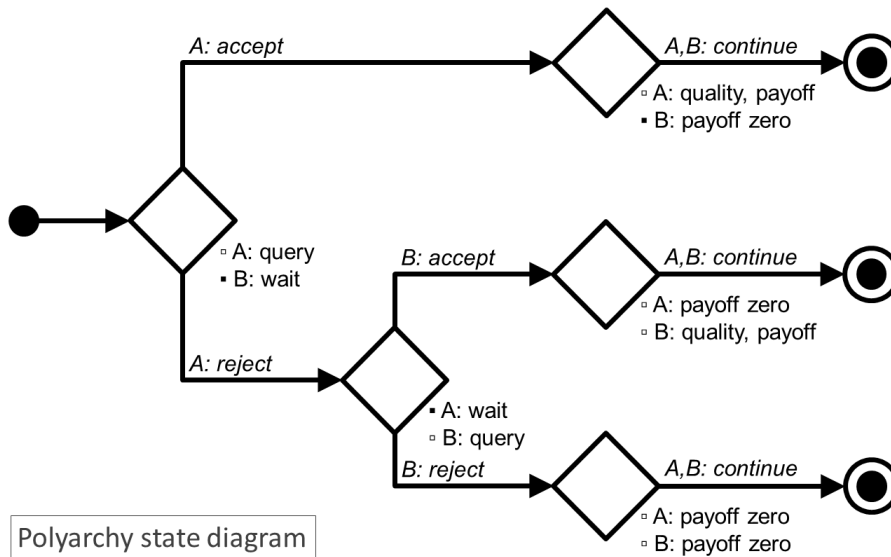 A: accept
A,B: continue
▫ A: quality, payoff
▪ B: payoff zero
▫ A: query
▪ B: wait
B: accept
A,B: continue
▫ A: payoff zero
▫ B: quality, payoff
A: reject
▪ A: wait
▫ B: query
B: reject
A,B: continue
▫ A: payoff zero
▫ B: payoff zero
Polyarchy state diagram